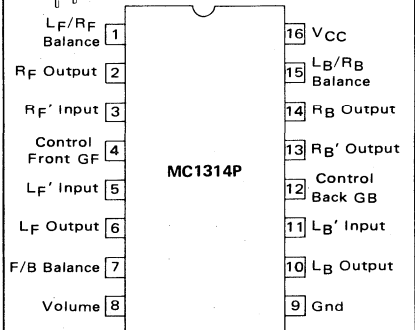 LF/RF
Balance 1
RF Output 2
RF' Input 3
Control
Front GF 4
LF' Input 5
LF Output 6
F/B Balance 7
Volume 8
MC1314P
16 VCC
15 LB/RB
Balance
14 RB Output
13 RB' Output
12 Control
Back GB
11 LB' Input
10 LB Output
9 Gnd